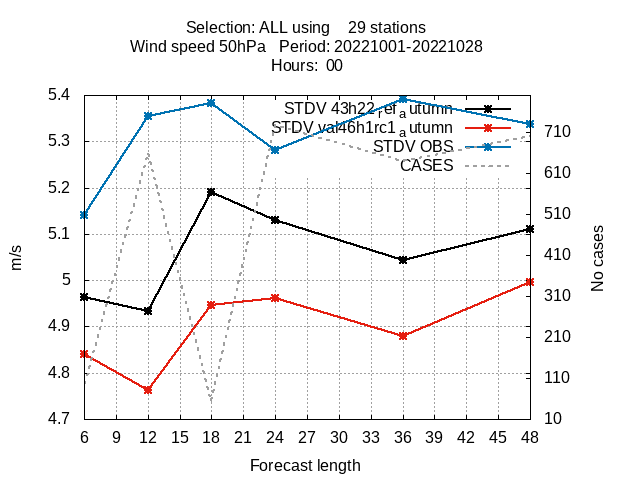 Selection: ALL using 29 stations
Wind speed 50hPa Period: 20221001-20221028
Hours: 00
5.4
5.3
5.2
5.1
5
4.9
4.8
4.7
m/s
STDV 43h22ref autumn
STDV val46h1rc1autumn
STDV OBS
CASES
710
610
510
410
310
210
110
10
No cases
6 9 12 15 18 21 24 27 30 33 36 39 42 45 48
Forecast length